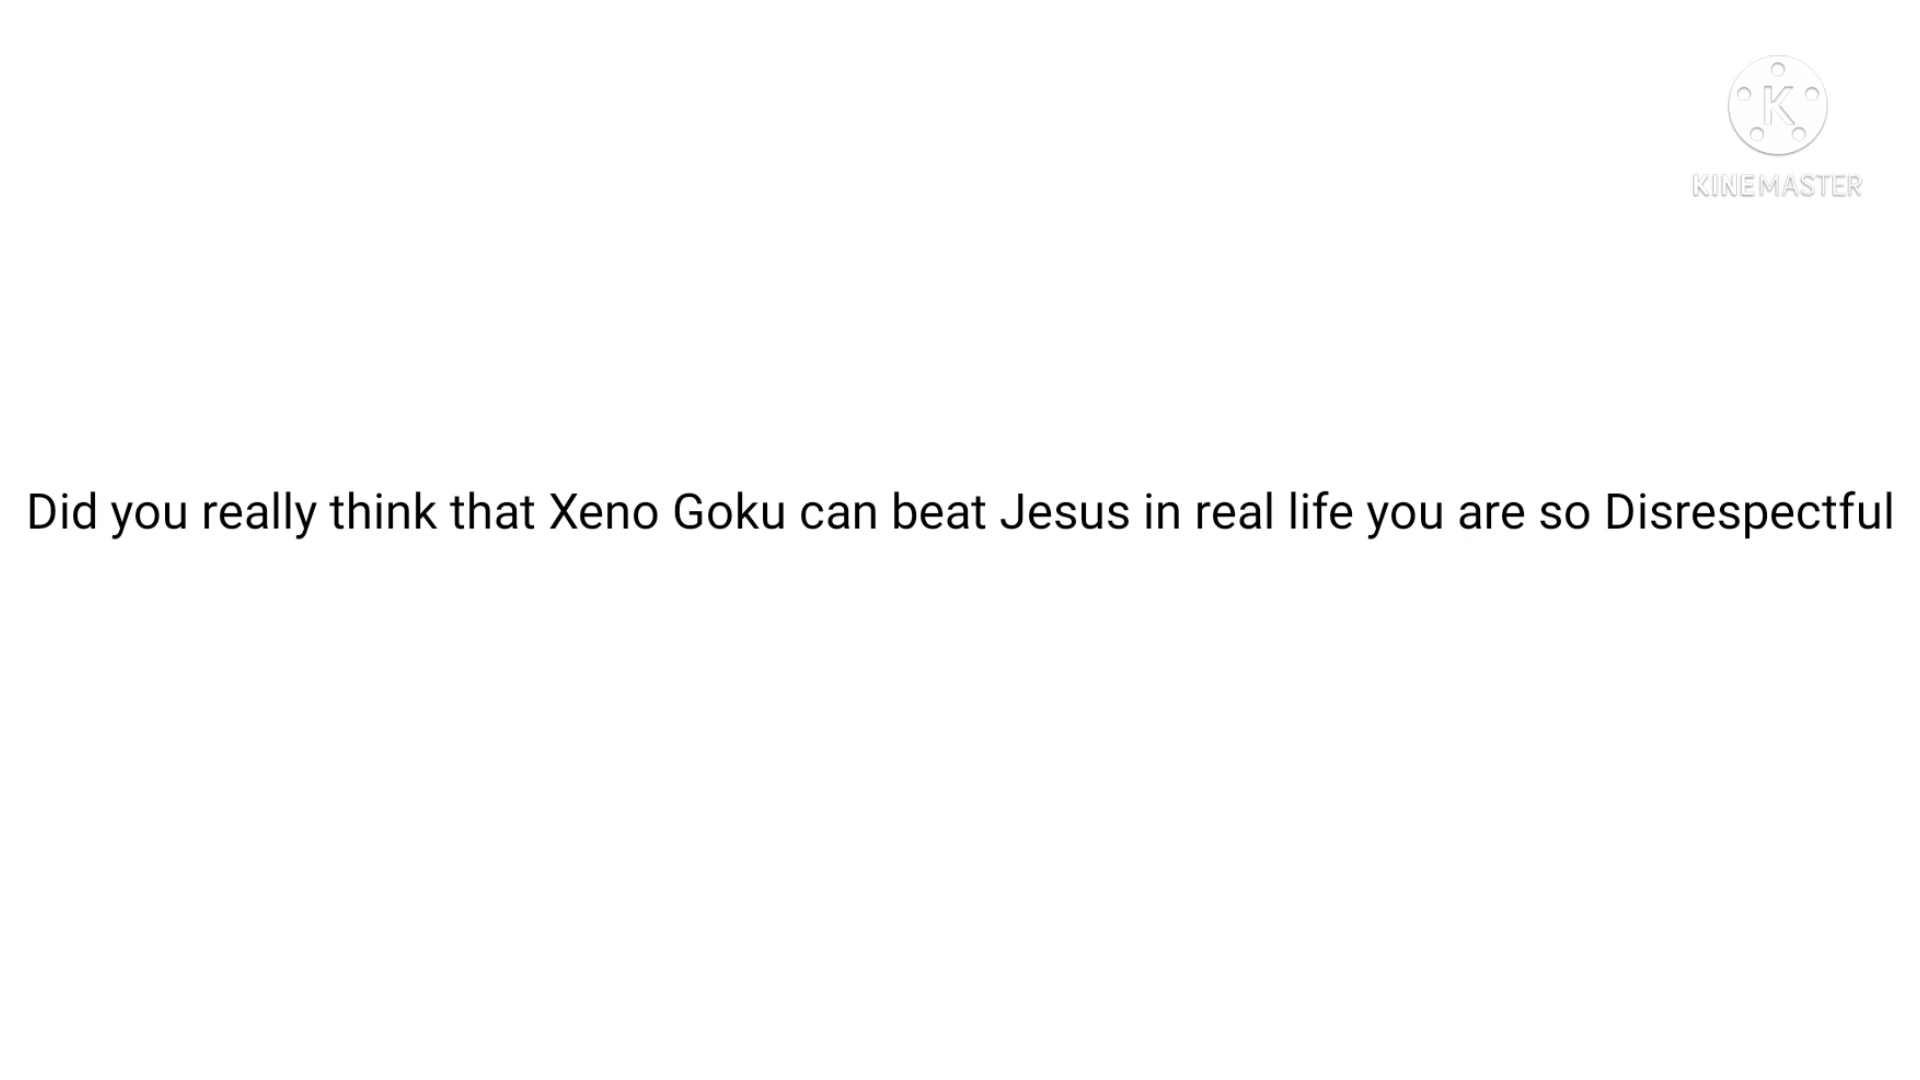 K
KINEMASTER
Did you really think that Xeno Goku can beat Jesus in real life you are so Disrespectful